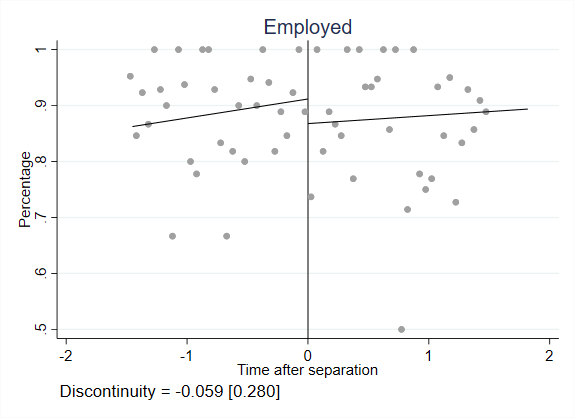 Employed
Percentage
1
.9
.8
.7
.6
.5
-2 -1 0 1 2
Time after separation
Discontinuity = -0.059 [0.280]